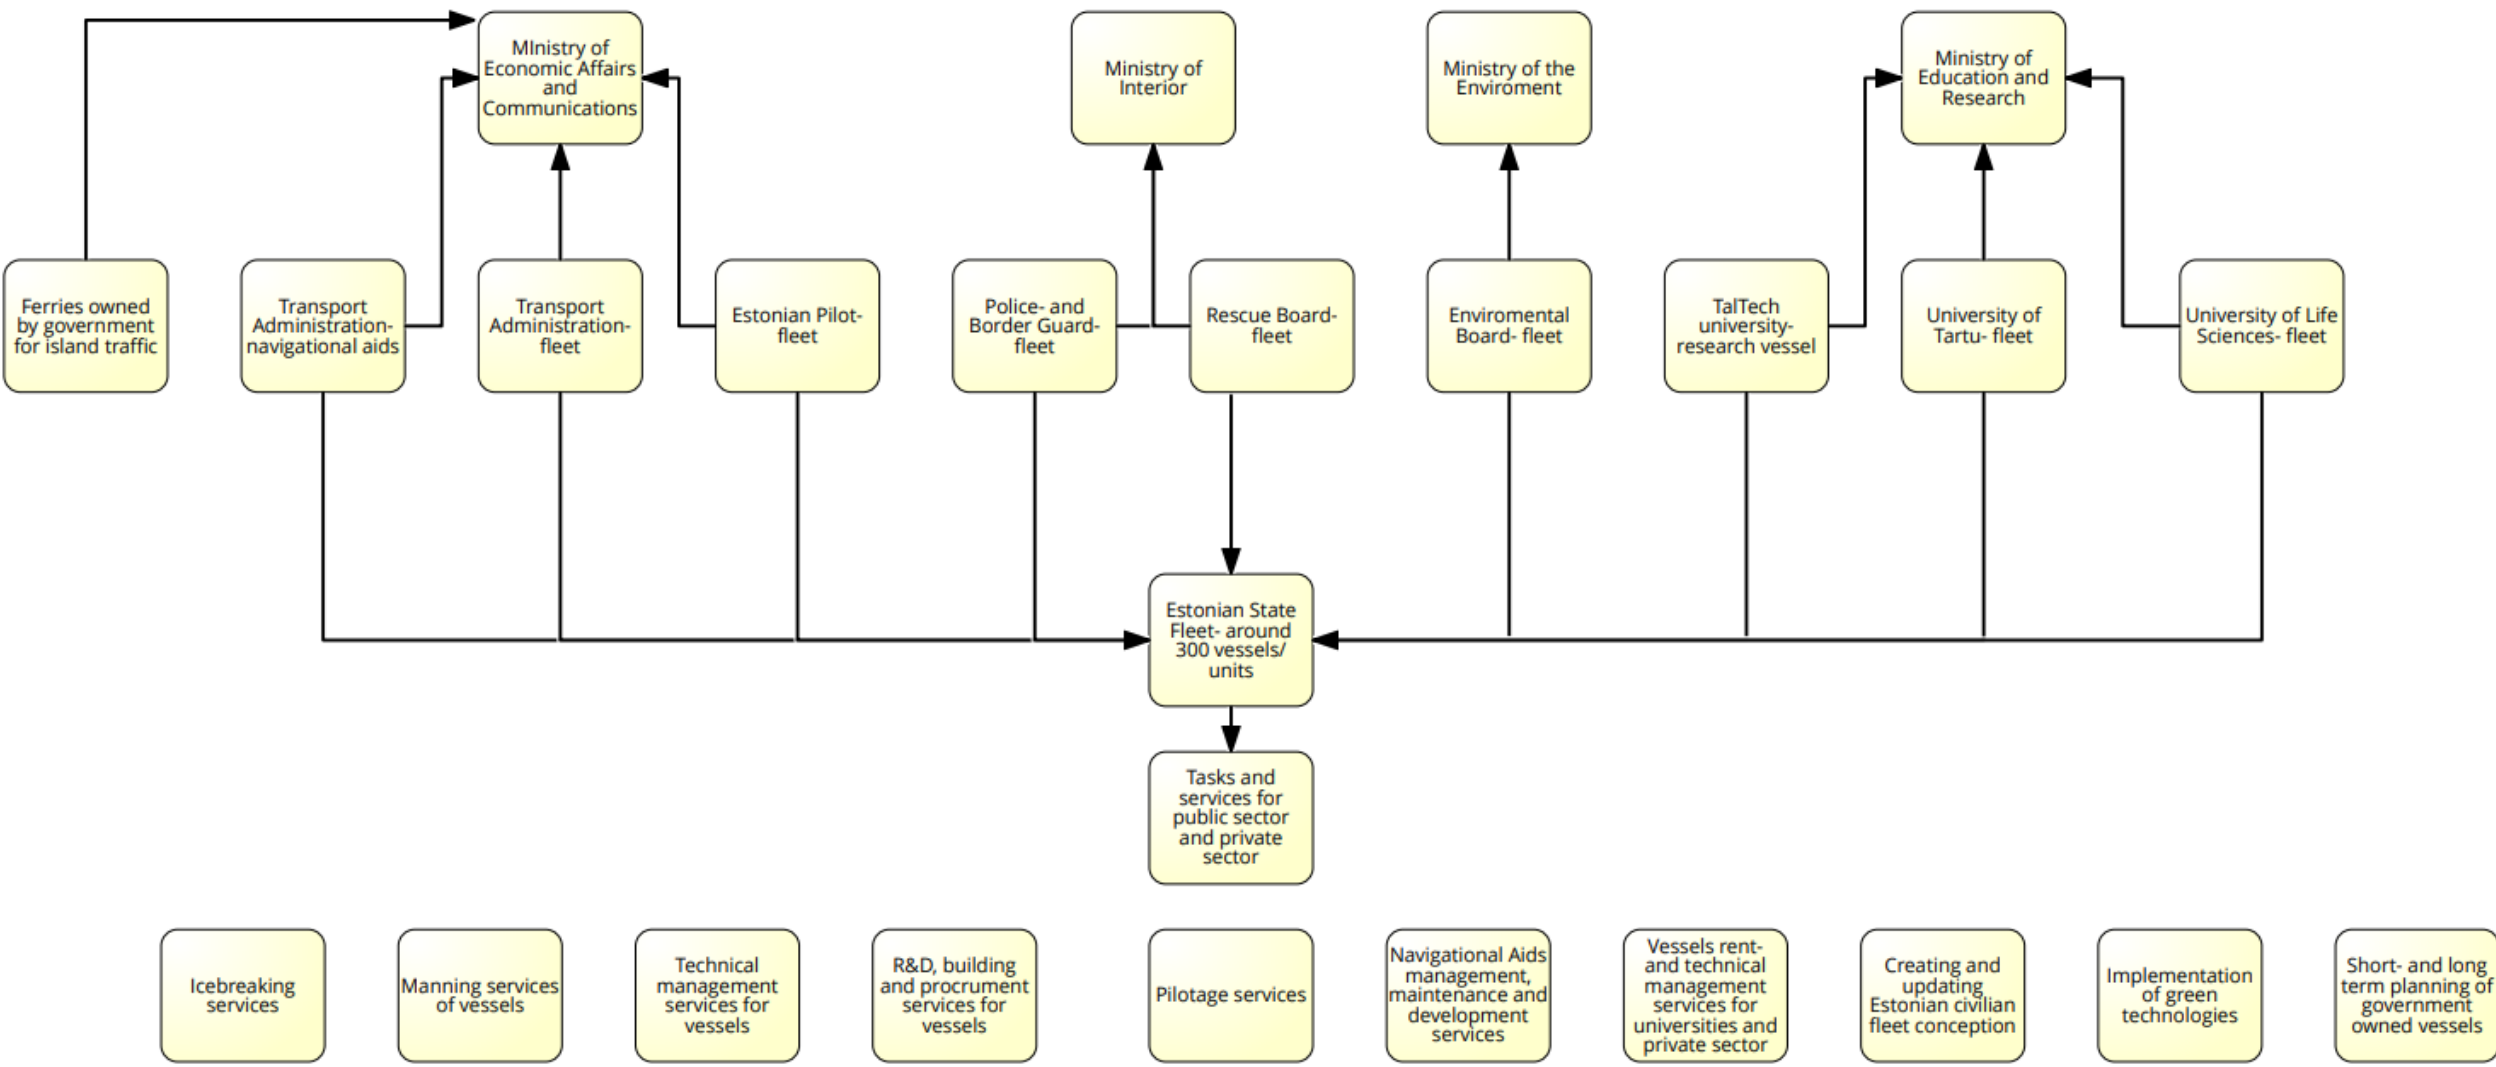 MInistry of
Economic Affairs
and
Communications
Ministry of
Interior
Ministry of the
Enviroment
Ministry of
Education and
Research
Ferries owned
by government
for island traffic
Transport
Administration-
navigational aids
Transport
Administration-
fleet
Estonian Pilot-
fleet
Police- and
Border Guard-
fleet
Rescue Board-
fleet
Enviromental
Board- fleet
TalTech
university-
research vessel
University of
Tartu- fleet
University of Life
Sciences- fleet
Estonian State
Fleet- around
300 vessels/
units
Tasks and
services for
public sector
and private
sector
Icebreaking
services
Manning services
of vessels
Technical
management
services for
vessels
R&D, building
and procrument
services for
vessels
Pilotage services
Navigational Aids
management,
maintenance and
development
services
Vessels rent-
and technical
management
services for
universities and
private sector
Creating and
updating
Estonian civilian
fleet conception
Implementation
of green
technologies
Short- and long
term planning of
government
owned vessels